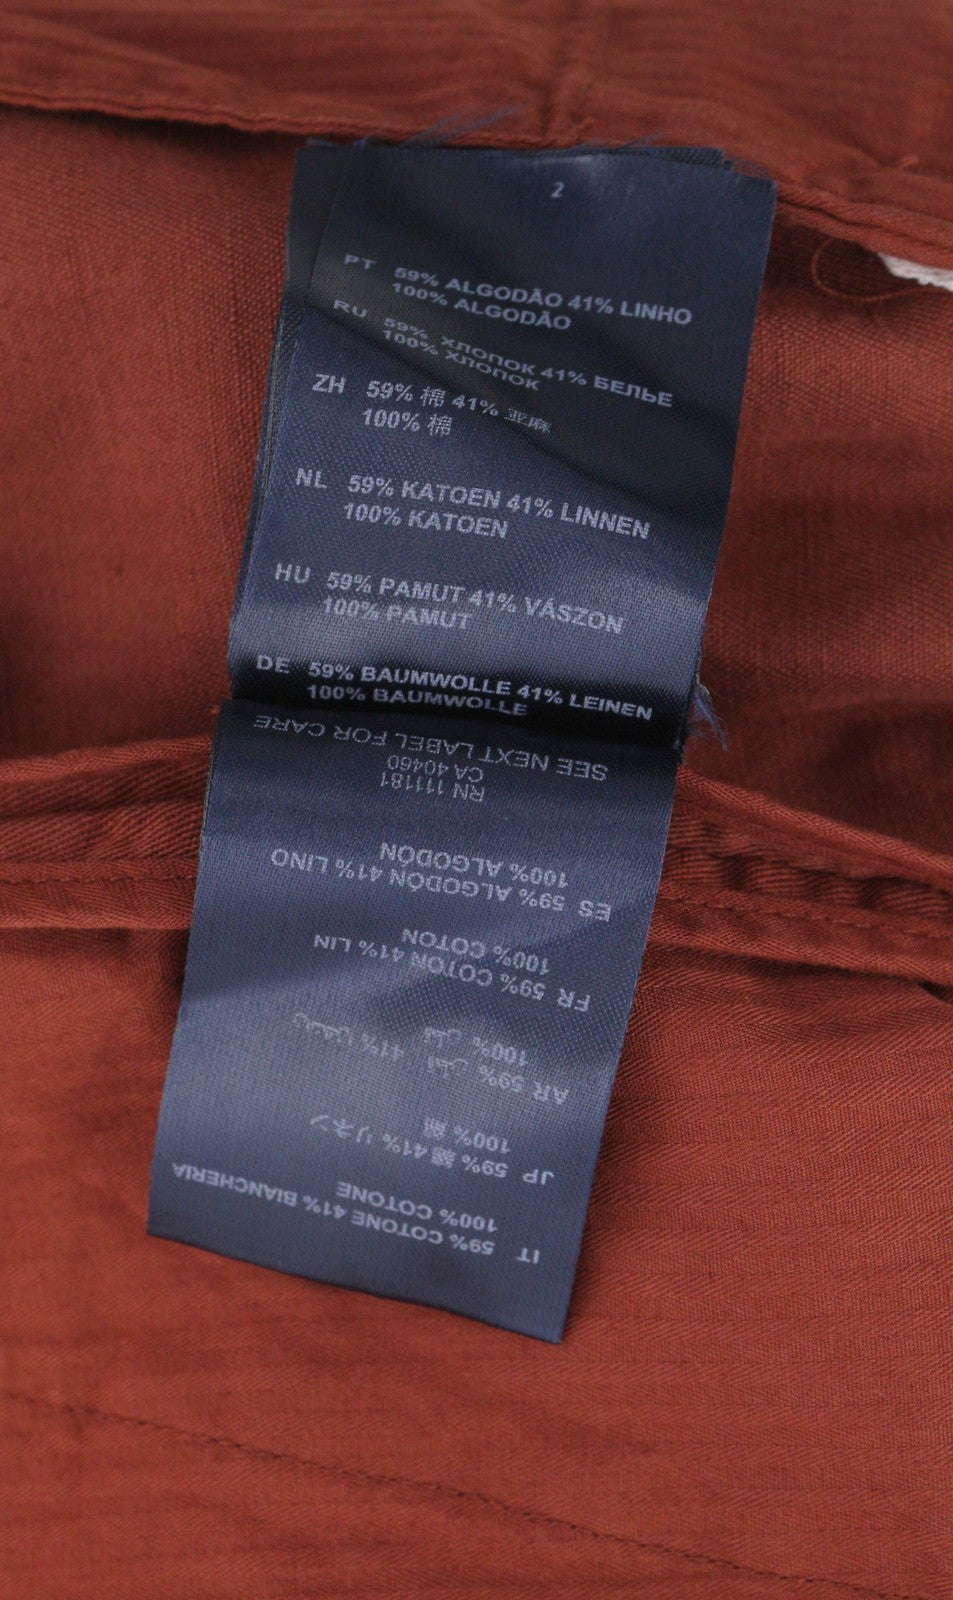 2
PT 59% ALGODÃO 41% LINHO
100% ALGODÃO
RU 59% ХЛОПОК 41% БЕЛЬЕ
100% ХЛОПОК
ZH 59% 棉 41% 亚麻
100% 棉
NL 59% KATOEN 41% LINNEN
100% KATOEN
HU 59% PAMUT 41% VÁSZON
100% PAMUT
DE 59% BAUMWOLLE 41% LEINEN
100% BAUMWOLLE
IT 59% COTONE 41% BIANCHERIA
100% COTONE
JP 59% 綿 41% リネン
100% 綿
AR 59% 41%
100%
FR 59% COTON 41% LIN
100% COTON
ES 59% ALGODÓN 41% LINO
100% ALGODÓN
RN 111181
CA 40460
SEE NEXT LABEL FOR CARE